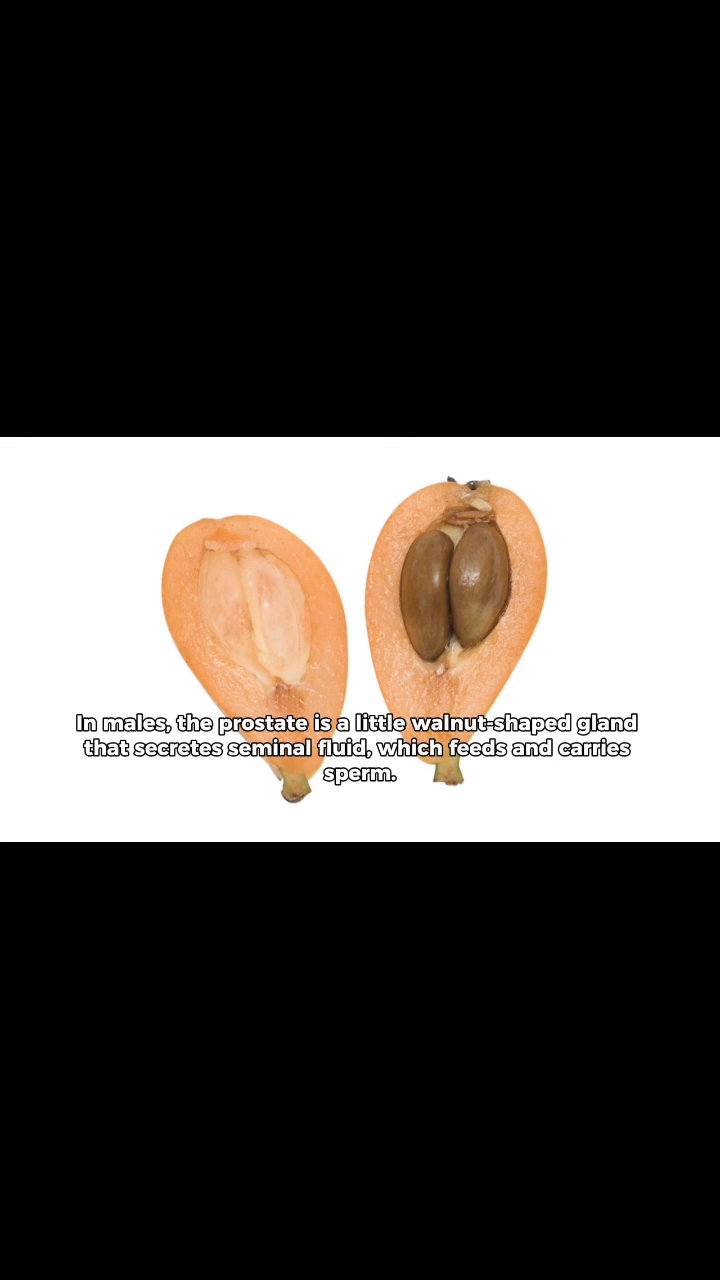 In males, the prostate is a little walnut-shaped gland
that secretes seminal fluid, which feeds and carries
sperm.